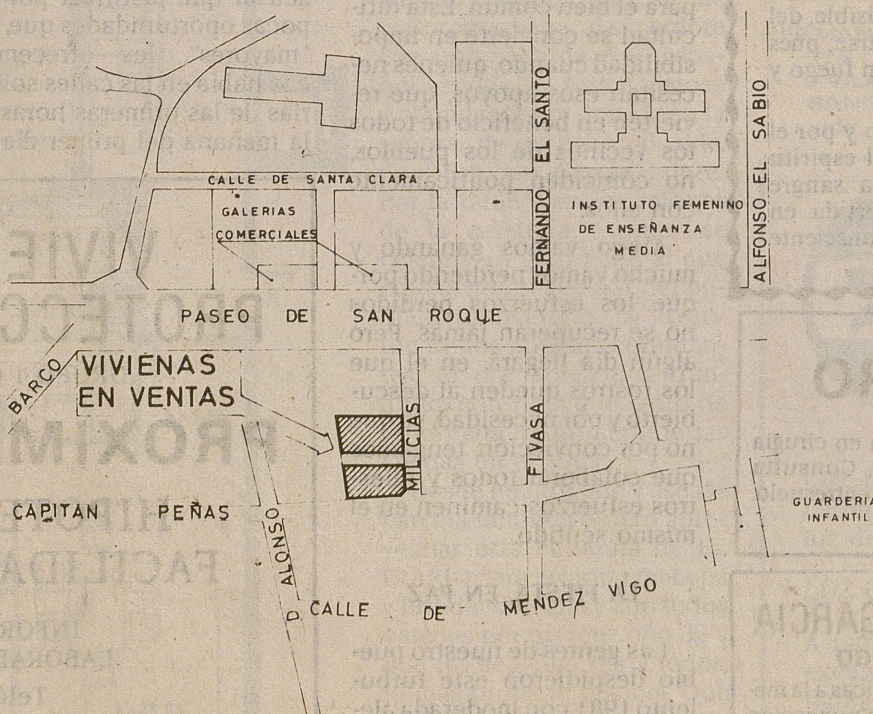 CALLE DE SANTA CLARA
GALERIAS
COMERCIALES
FERNANDO EL SANTO
INSTITUTO FEMENINO
DE ENSEÑANZA
MEDIA
ALFONSO EL SABIO
PASEO DE SAN ROQUE
BARCO
VIVIENAS
EN VENTAS
MILICIAS
FIVASA
CAPITAN PEÑAS
D. ALONSO
GUARDERIA
INFANTIL
CALLE DE MENDEZ VIGO